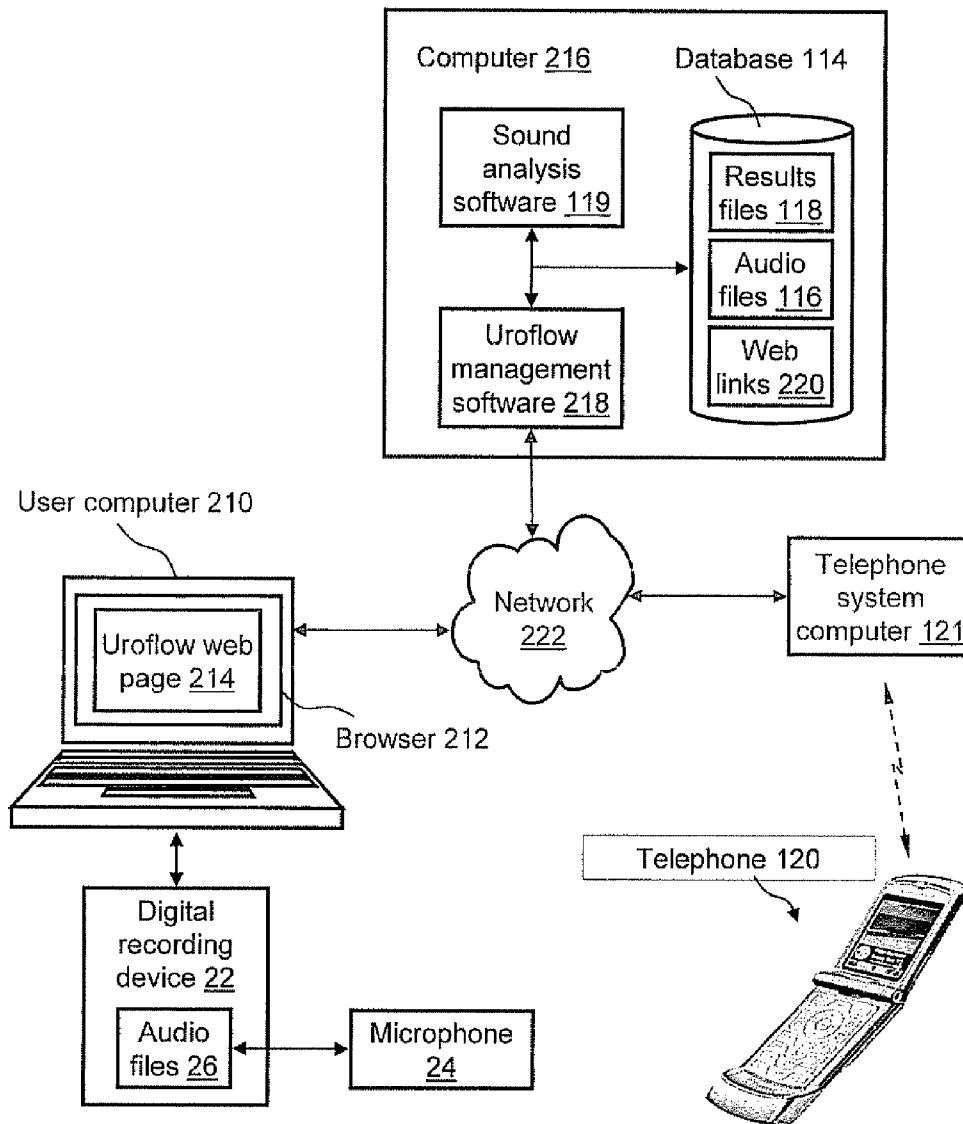 Computer 216
Database 114
Sound
analysis
software 119
Results
files 118
Audio
files 116
Web
links 220
Uroflow
management
software 218
User computer 210
Uroflow web
page 214
Browser 212
Network
222
Telephone
system
computer 121
Telephone 120
Digital
recording
device 22
Audio
files 26
Microphone
24